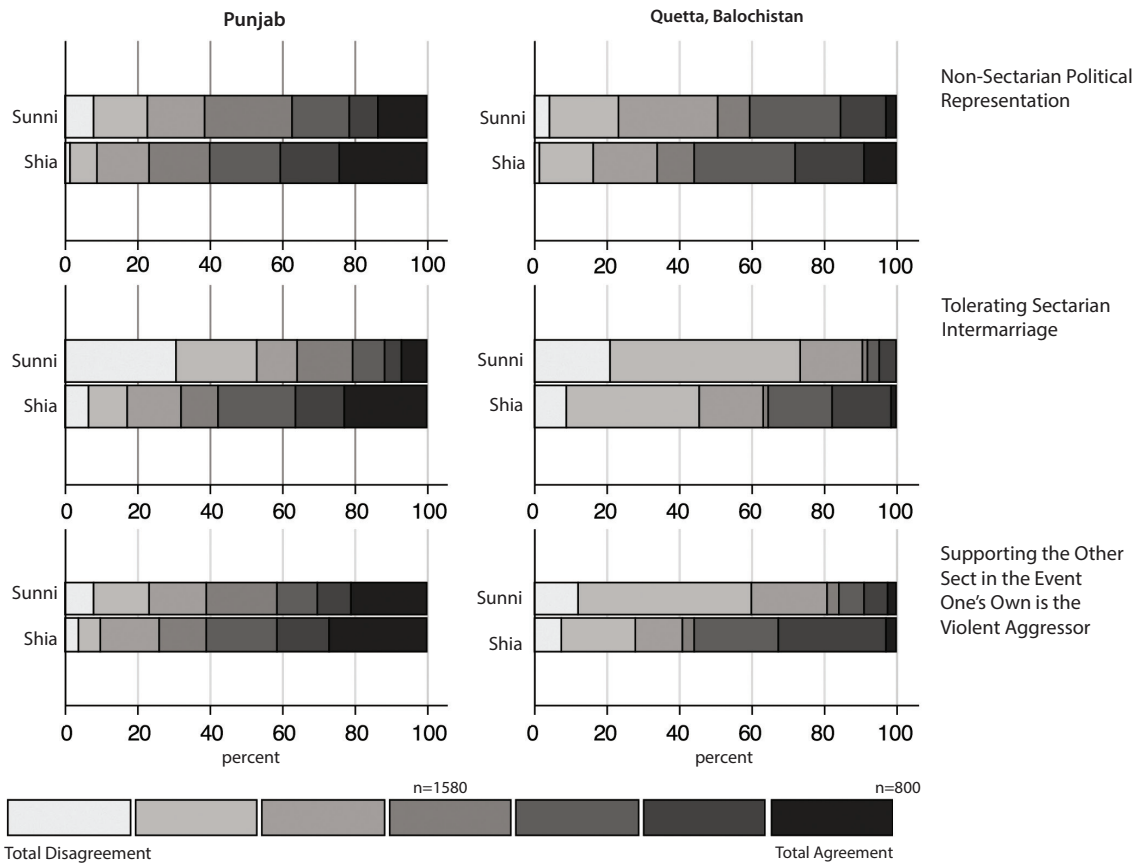 Punjab
Quetta, Balochistan
Sunni
Shia
0 20 40 60 80 100
Sunni
Shia
0 20 40 60 80 100
Non-Sectarian Political
Representation
Sunni
Shia
0 20 40 60 80 100
Sunni
Shia
0 20 40 60 80 100
Tolerating Sectarian
Intermarriage
Sunni
Shia
0 20 40 60 80 100
percent
Sunni
Shia
0 20 40 60 80 100
percent
Supporting the Other
Sect in the Event
One's Own is the
Violent Aggressor
n=1580
n=800
Total Disagreement
Total Agreement